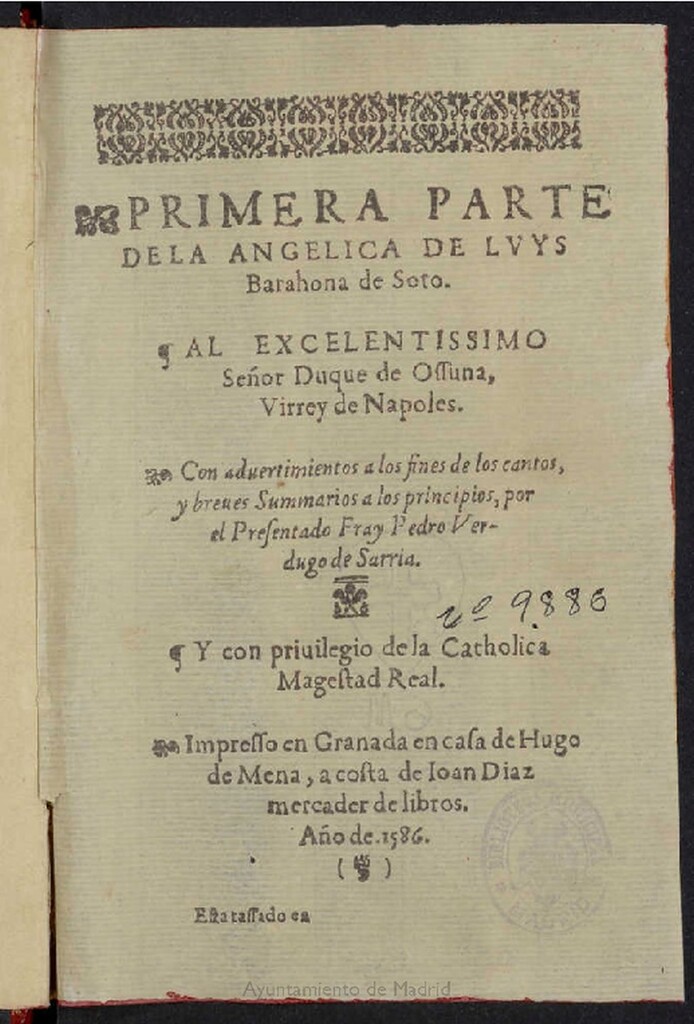 PRIMERA PARTE
DELA ANGELICA DE LVYS
Barahona de Soto.
¶ AL EXCELENTISSIMO
Señor Duque de Oſſuna,
Virrey de Napoles.
Con aduertimientos a los fines de los cantos,
y breues Summarios a los principios, por
el Preſentado Fray Pedro Ver-
dugo de Sarria.
nº 9886
¶ Y con priuilegio de la Catholica
Mageſtad Real.
Impreſſo en Granada en caſa de Hugo
de Mena, a coſta de Ioan Diaz
mercader de libros.
Año de. 1586.
Eſta taſſado en
MADRID
Ayuntamiento de Madrid